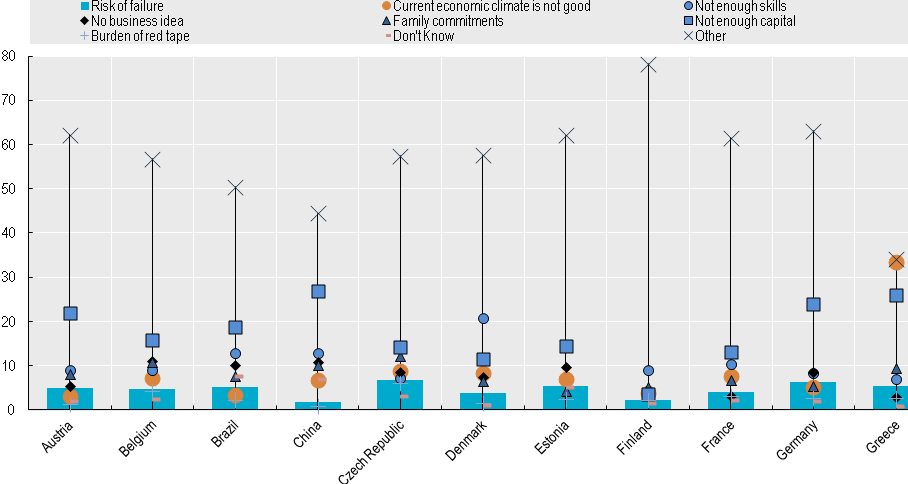 Risk of failure Current economic climate is not good Not enough skills
No business idea Family commitments Not enough capital
Burden of red tape Don't Know Other
80
70
60
50
40
30
20
10
0
Austria Belgium Brazil China Czech Republic Denmark Estonia Finland France Germany Greece